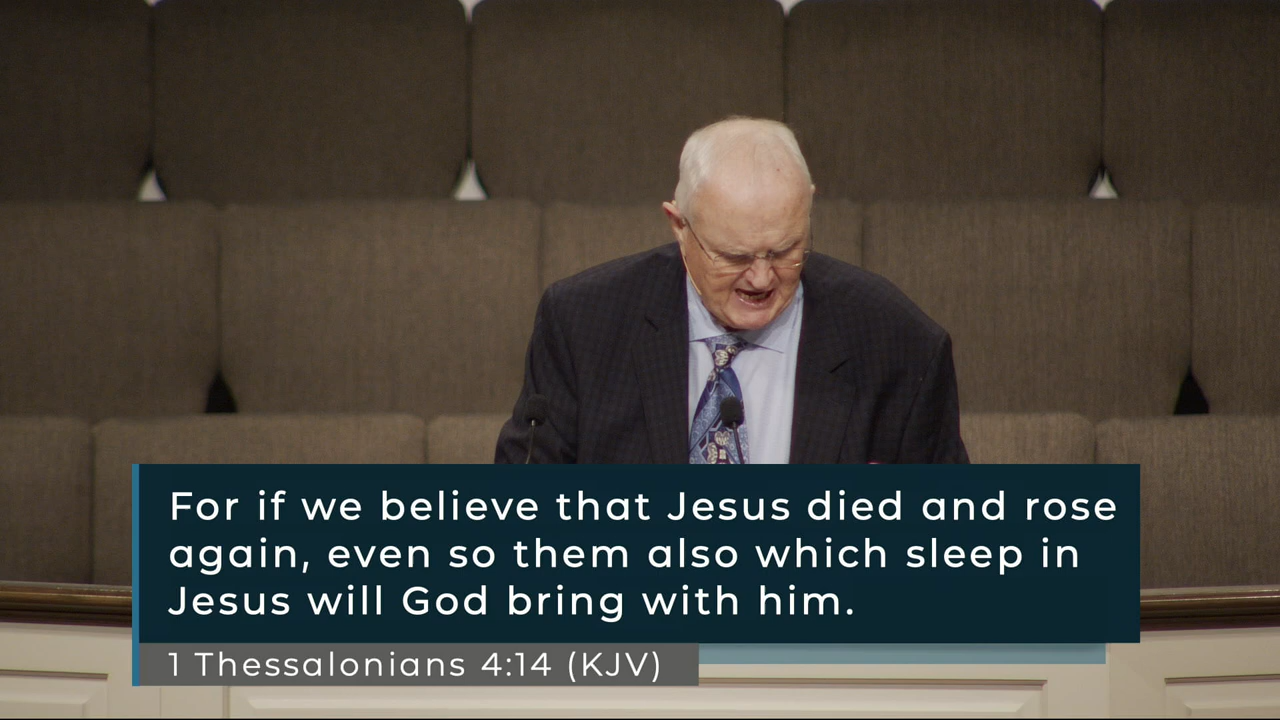 For if we believe that Jesus died and rose
again, even so them also which sleep in
Jesus will God bring with him.
1 Thessalonians 4:14 (KJV)